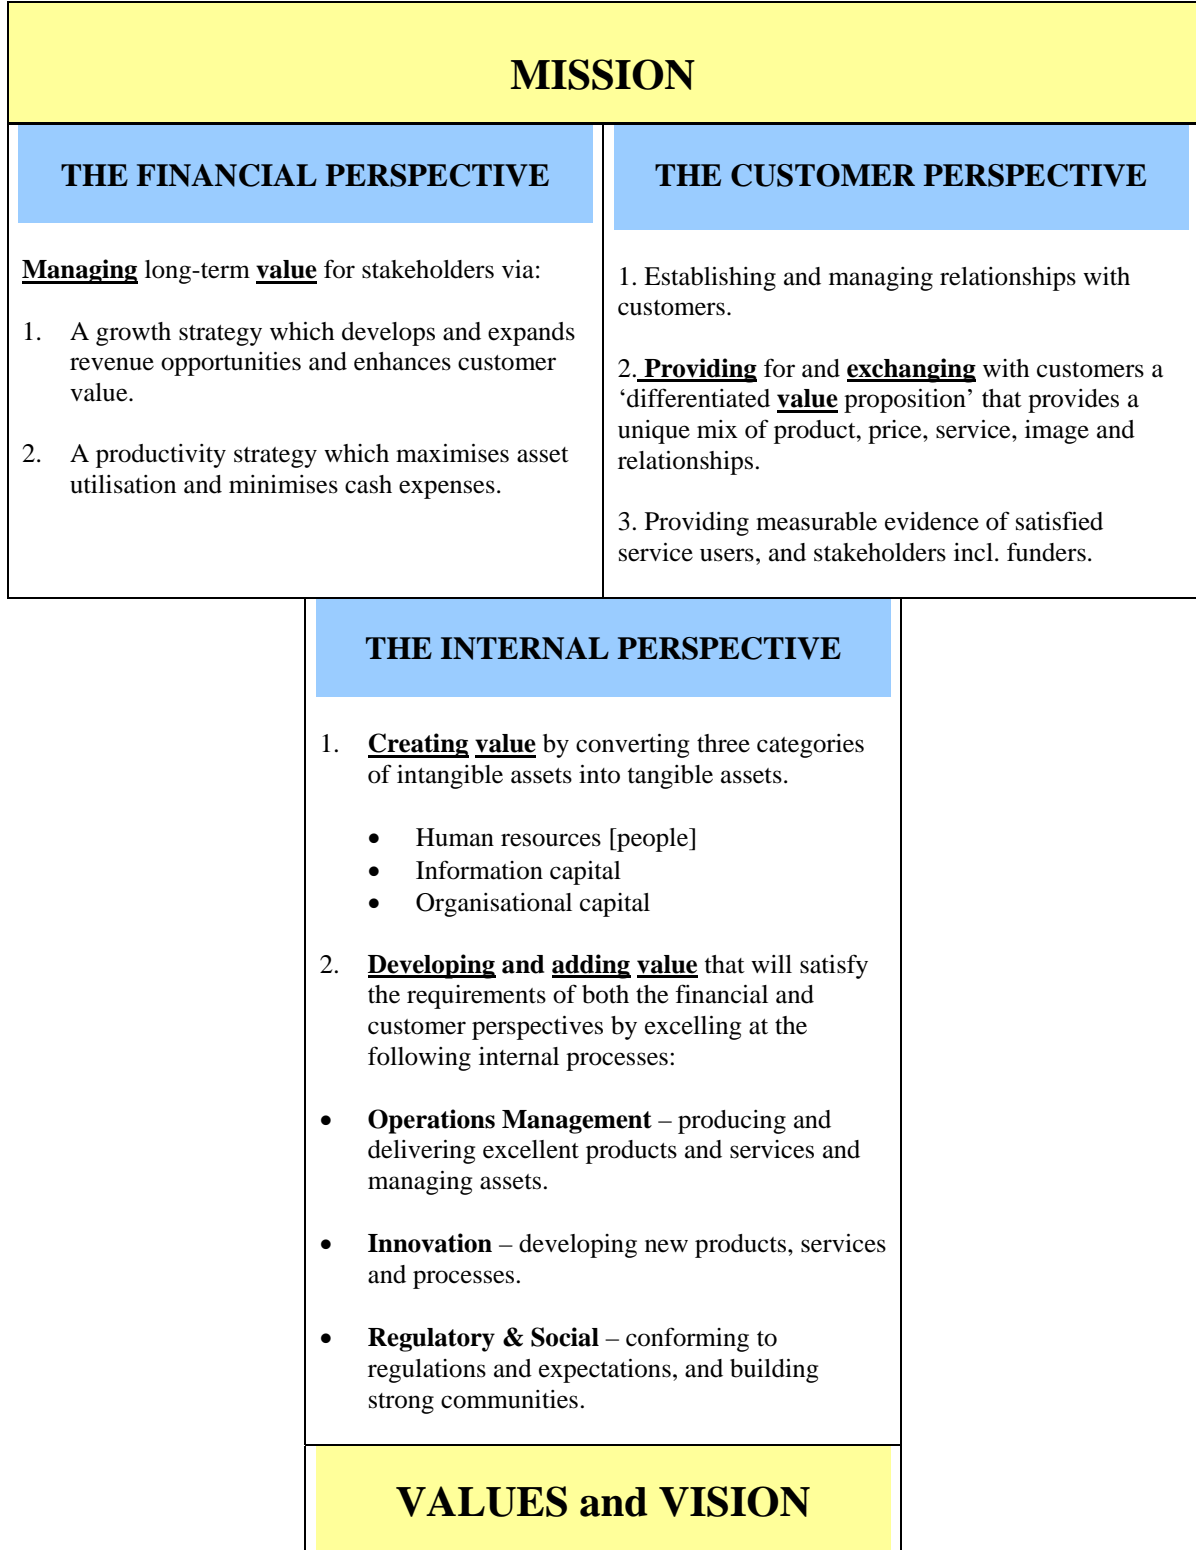 MISSION
THE FINANCIAL PERSPECTIVE
Managing long-term value for stakeholders via:
1. A growth strategy which develops and expands
revenue opportunities and enhances customer
value.
2. A productivity strategy which maximises asset
utilisation and minimises cash expenses.
THE CUSTOMER PERSPECTIVE
1. Establishing and managing relationships with
customers.
2. Providing for and exchanging with customers a
‘differentiated value proposition’ that provides a
unique mix of product, price, service, image and
relationships.
3. Providing measurable evidence of satisfied
service users, and stakeholders incl. funders.
THE INTERNAL PERSPECTIVE
1. Creating value by converting three categories
of intangible assets into tangible assets.
• Human resources [people]
• Information capital
• Organisational capital
2. Developing and adding value that will satisfy
the requirements of both the financial and
customer perspectives by excelling at the
following internal processes:
• Operations Management – producing and
delivering excellent products and services and
managing assets.
• Innovation – developing new products, services
and processes.
• Regulatory & Social – conforming to
regulations and expectations, and building
strong communities.
VALUES and VISION